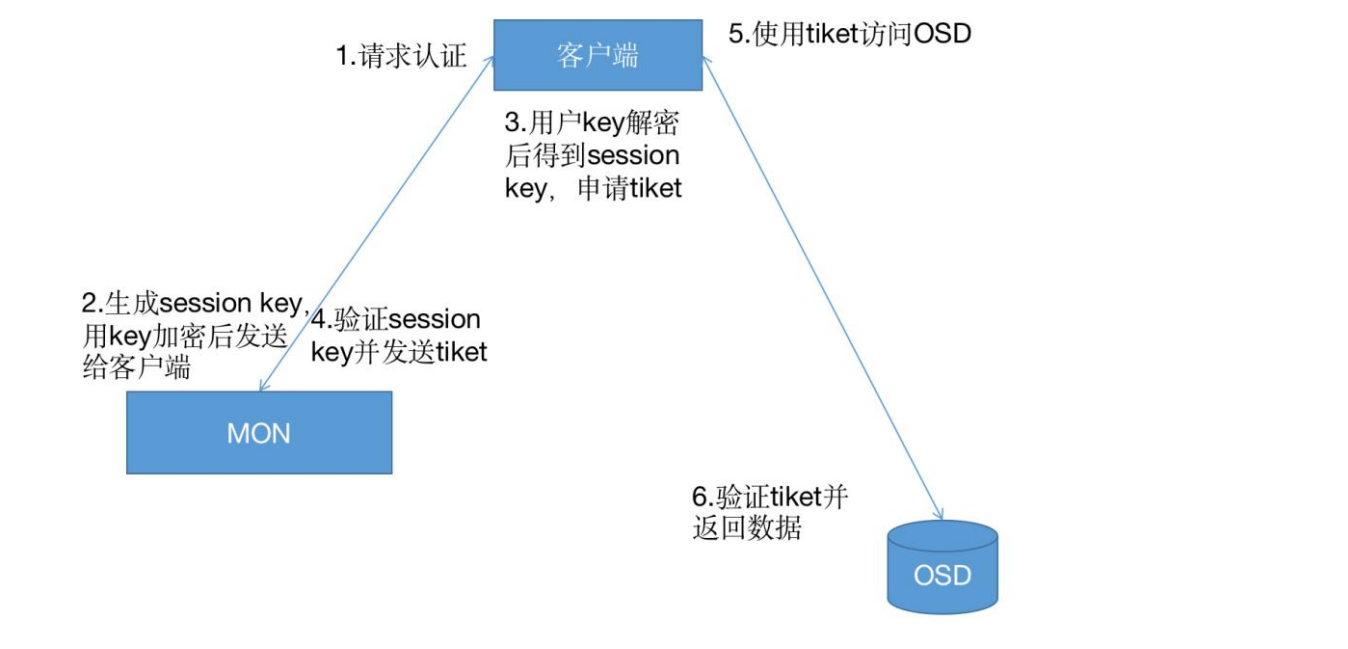 1.请求认证
客户端
5.使用tiket访问OSD
3.用户key解密
后得到session
key，申请tiket
2.生成session key,
用key加密后发送
给客户端
4.验证session
key并发送tiket
MON
6.验证tiket并
返回数据
OSD